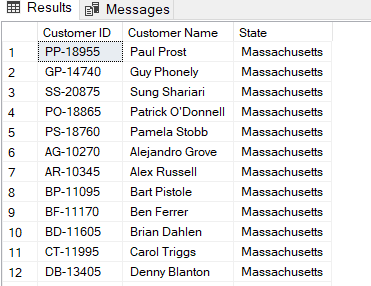 Results Messages
Customer ID Customer Name State
1 PP-18955 Paul Prost Massachusetts
2 GP-14740 Guy Phonely Massachusetts
3 SS-20875 Sung Shariari Massachusetts
4 PO-18865 Patrick O'Donnell Massachusetts
5 PS-18760 Pamela Stobb Massachusetts
6 AG-10270 Alejandro Grove Massachusetts
7 AR-10345 Alex Russell Massachusetts
8 BP-11095 Bart Pistole Massachusetts
9 BF-11170 Ben Ferrer Massachusetts
10 BD-11605 Brian Dahlen Massachusetts
11 CT-11995 Carol Triggs Massachusetts
12 DB-13405 Denny Blanton Massachusetts